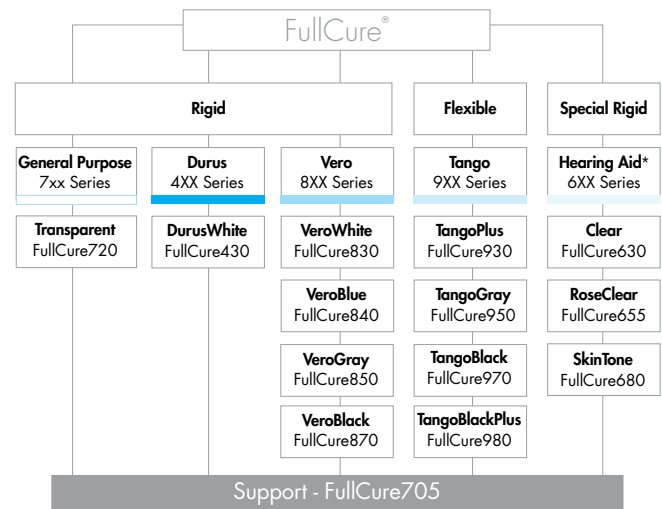 FullCure®
Rigid
Flexible
Special Rigid
General Purpose
7xx Series
Durus
4XX Series
Vero
8XX Series
Tango
9XX Series
Hearing Aid*
6XX Series
Transparent
FullCure720
DurusWhite
FullCure430
VeroWhite
FullCure830
TangoPlus
FullCure930
Clear
FullCure630
VeroBlue
FullCure840
TangoGray
FullCure950
RoseClear
FullCure655
VeroGray
FullCure850
TangoBlack
FullCure970
SkinTone
FullCure680
VeroBlack
FullCure870
TangoBlackPlus
FullCure980
Support - FullCure705